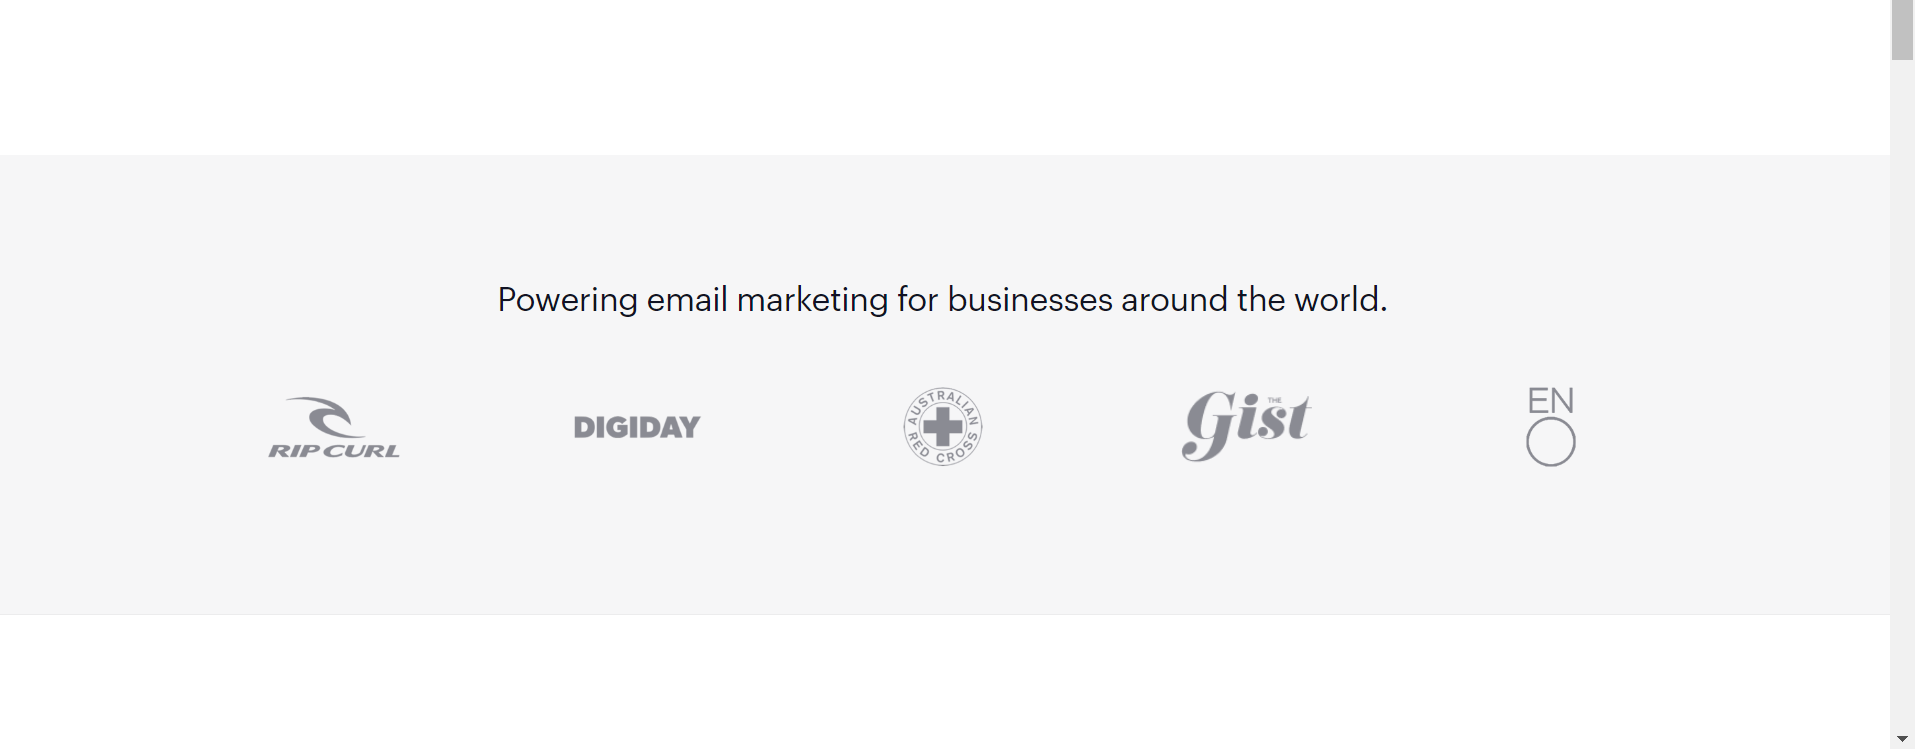 Powering email marketing for businesses around the world.
RIP CURL
DIGIDAY
AUSTRALIAN
RED CROSS
THE
Gist
EN
O